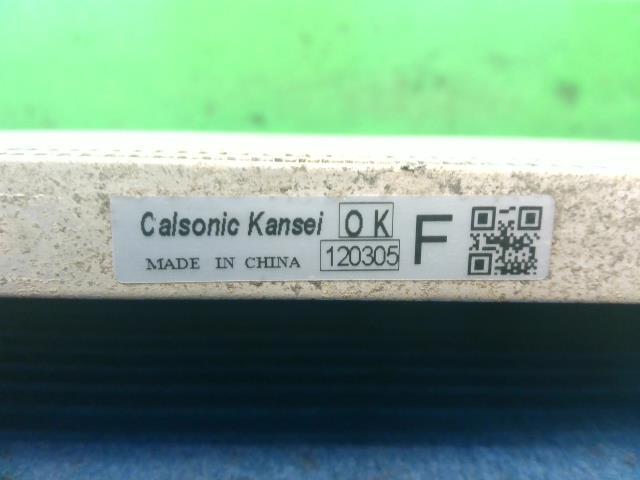 Calsonic Kansei OK
MADE IN CHINA 120305 F